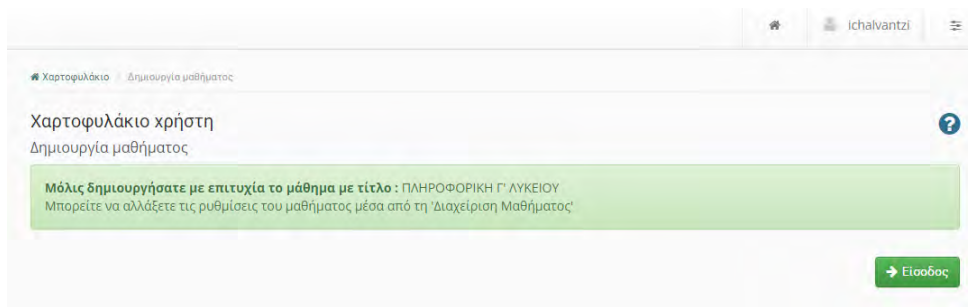 ichalvantzi
Χαρτοφυλάκιο / Δημιουργία μαθήματος
Χαρτοφυλάκιο χρήστη
Δημιουργία μαθήματος
Μόλις δημιουργήσατε με επιτυχία το μάθημα με τίτλο : ΠΛΗΡΟΦΟΡΙΚΗ Γ' ΛΥΚΕΙΟΥ
Μπορείτε να αλλάξετε τις ρυθμίσεις του μαθήματος μέσα από τη 'Διαχείριση Μαθήματος'
Είσοδος